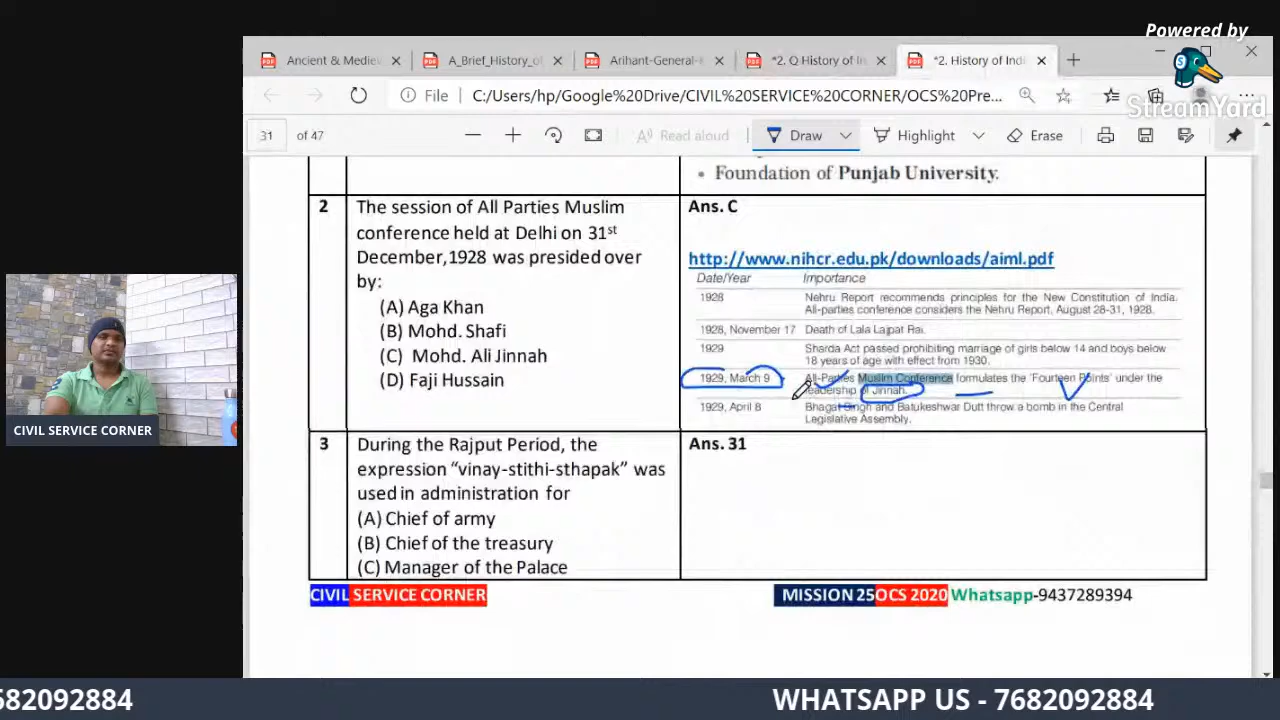 Powered by
StreamYard
Ancient & Mediev
A_Brief_History_of
Arihant-General-K
*2. Q History of In
*2. History of Indi
File
C:/Users/hp/Google%20Drive/CIVIL%20SERVICE%20CORNER/OCS%20Pre...
31 of 47
Read aloud
Draw
Highlight
Erase
• Foundation of Punjab University.
2
The session of All Parties Muslim
conference held at Delhi on 31st
December,1928 was presided over
by:
(A) Aga Khan
(B) Mohd. Shafi
(C) Mohd. Ali Jinnah
(D) Faji Hussain
Ans. C
http://www.nihcr.edu.pk/downloads/aiml.pdf
Date/Year Importance
1928 Nehru Report recommends principles for the New Constitution of India.
All-parties conference considers the Nehru Report, August 28-31, 1928.
1928, November 17 Death of Lala Lajpat Rai.
1929 Sharda Act passed prohibiting marriage of girls below 14 and boys below
18 years of age with effect from 1930.
1929, March 9 All-Parties Muslim Conference formulates the 'Fourteen Points' under the
leadership of Jinnah.
1929, April 8 Bhagat Singh and Batukeshwar Dutt throw a bomb in the Central
Legislative Assembly.
3
During the Rajput Period, the
expression “vinay-stithi-sthapak” was
used in administration for
(A) Chief of army
(B) Chief of the treasury
(C) Manager of the Palace
Ans. 31
CIVIL SERVICE CORNER
MISSION 25OCS 2020 Whatsapp-9437289394
CIVIL SERVICE CORNER
682092884
WHATSAPP US - 7682092884